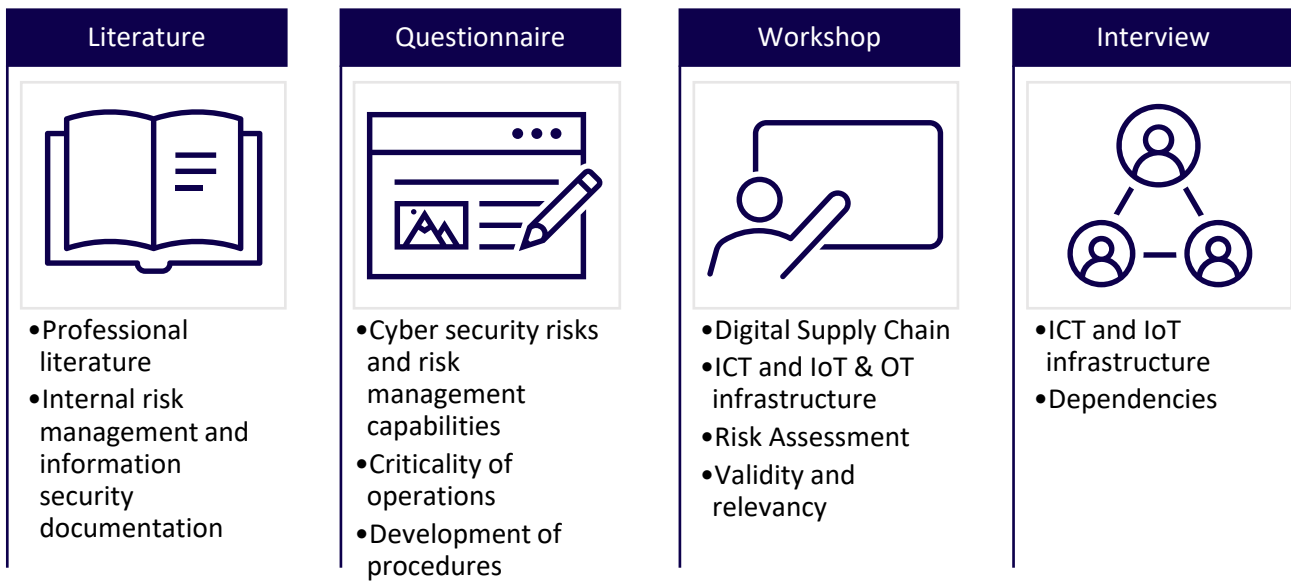 Literature
•Professional
literature
•Internal risk
management and
information
security
documentation
Questionnaire
•Cyber security risks
and risk
management
capabilities
•Criticality of
operations
•Development of
procedures
Workshop
•Digital Supply Chain
•ICT and IoT & OT
infrastructure
•Risk Assessment
•Validity and
relevancy
Interview
•ICT and IoT
infrastructure
•Dependencies